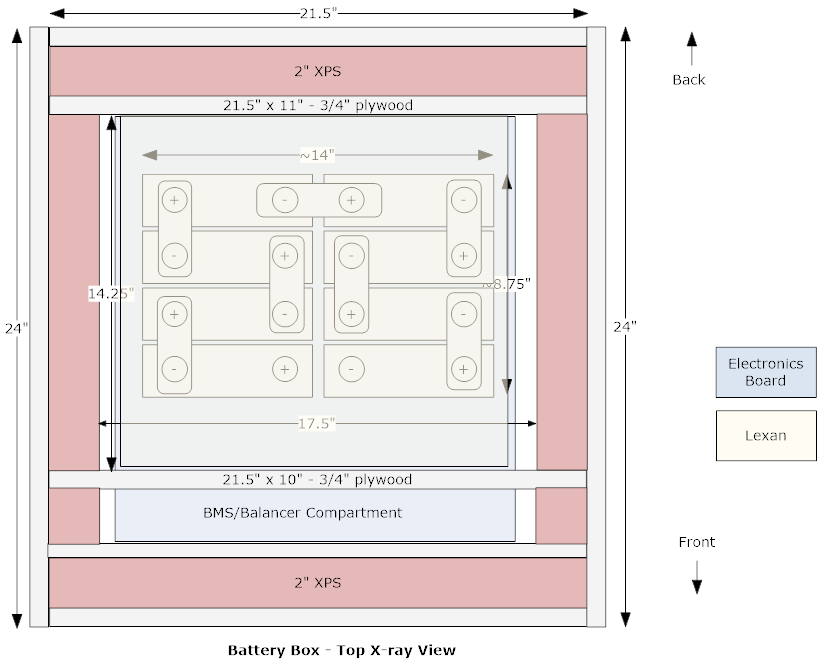 21.5"
2" XPS
Back
21.5" x 11" - 3/4" plywood
~14"
+ - + -
- + - +
14.25"
~8.75"
+ - + -
24"
24"
- + - +
Electronics
Board
17.5"
Lexan
21.5" x 10" - 3/4" plywood
BMS/Balancer Compartment
Front
2" XPS
Battery Box - Top X-ray View